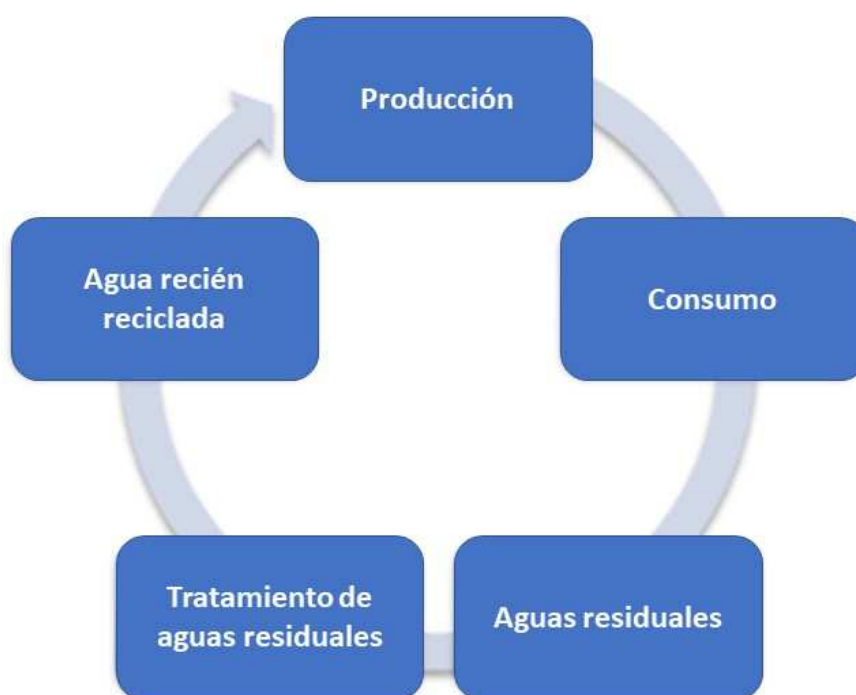 Producción
Consumo
Aguas residuales
Tratamiento de
aguas residuales
Agua recién
reciclada